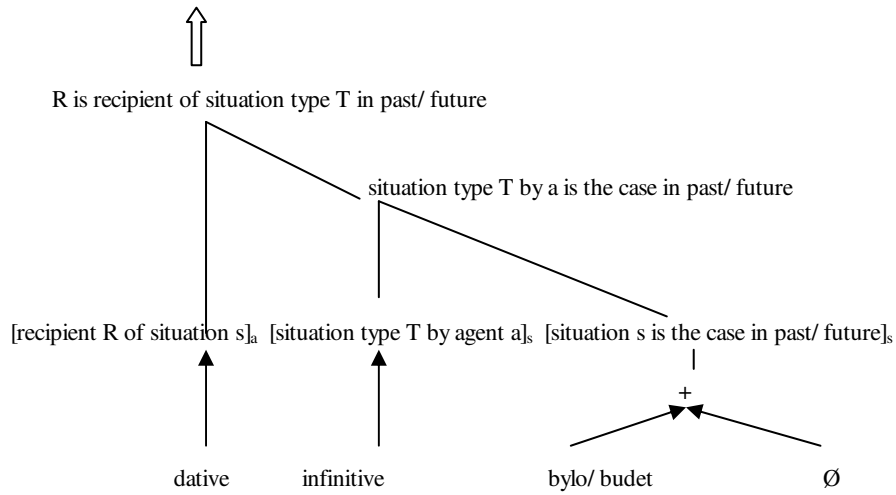 R is recipient of situation type T in past/ future
situation type T by a is the case in past/ future
[recipient R of situation s]a [situation type T by agent a]s [situation s is the case in past/ future]s
+
dative infinitive bylo/ budet Ø